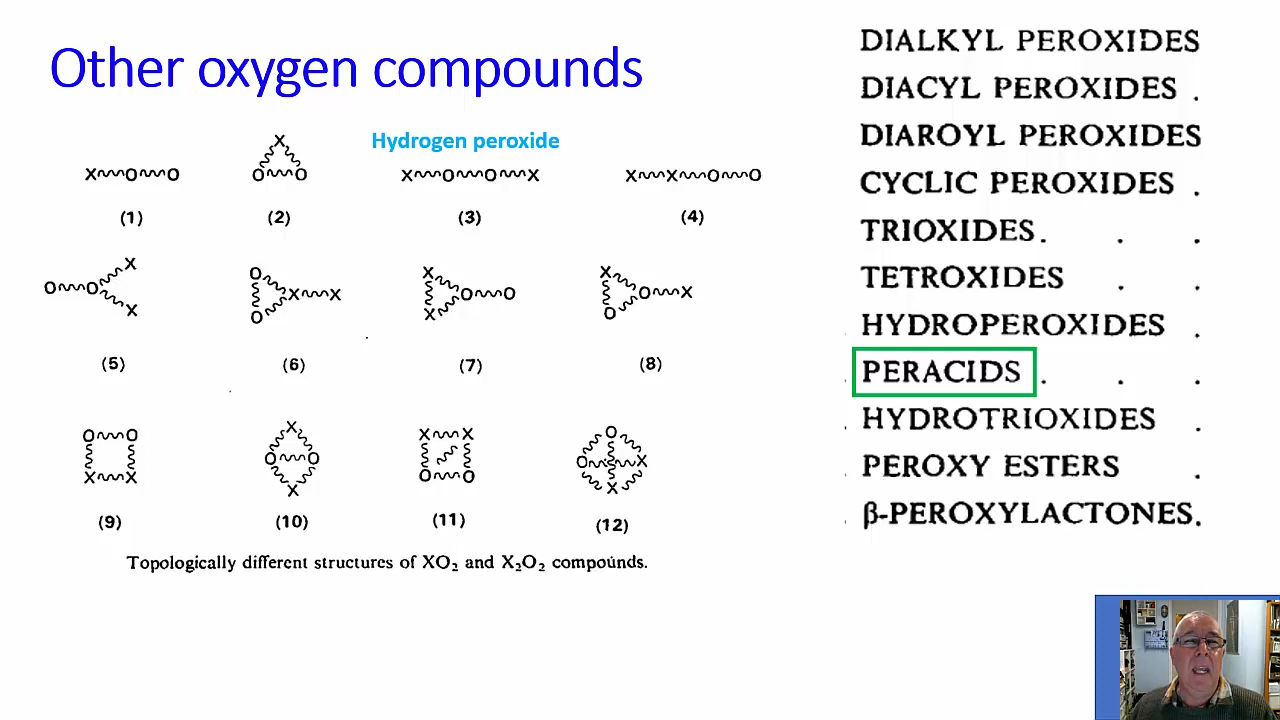 Other oxygen compounds
Hydrogen peroxide
X O O
X
O O
X O O X
X X O O
(1)
(2)
(3)
(4)
O O X
X
O
O X X
X
X O O
X
O O X
(5)
(6)
(7)
(8)
O O
X X
X
O O
X
X X
O O
O
O X
X
(9)
(10)
(11)
(12)
Topologically different structures of XO₂ and X₂O₂ compounds.
DIALKYL PEROXIDES
DIACYL PEROXIDES .
DIAROYL PEROXIDES
CYCLIC PEROXIDES .
TRIOXIDES. . .
TETROXIDES . .
HYDROPEROXIDES .
PERACIDS . . .
HYDROTRIOXIDES .
PEROXY ESTERS .
β-PEROXYLACTONES.